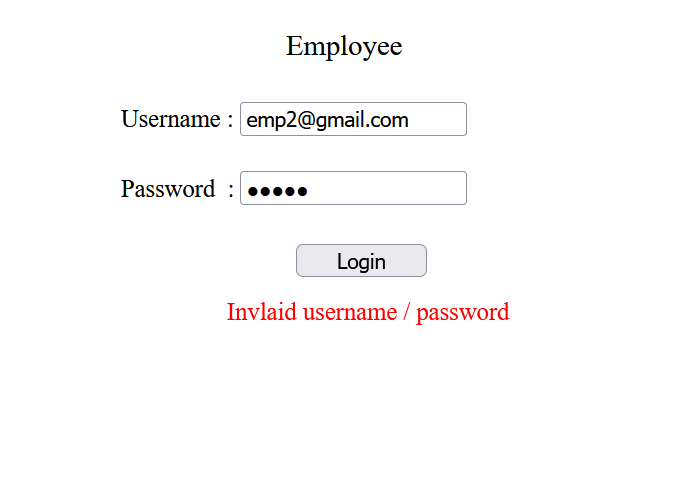 Employee
Username : emp2@gmail.com
Password : ●●●●●
Login
Invlaid username / password